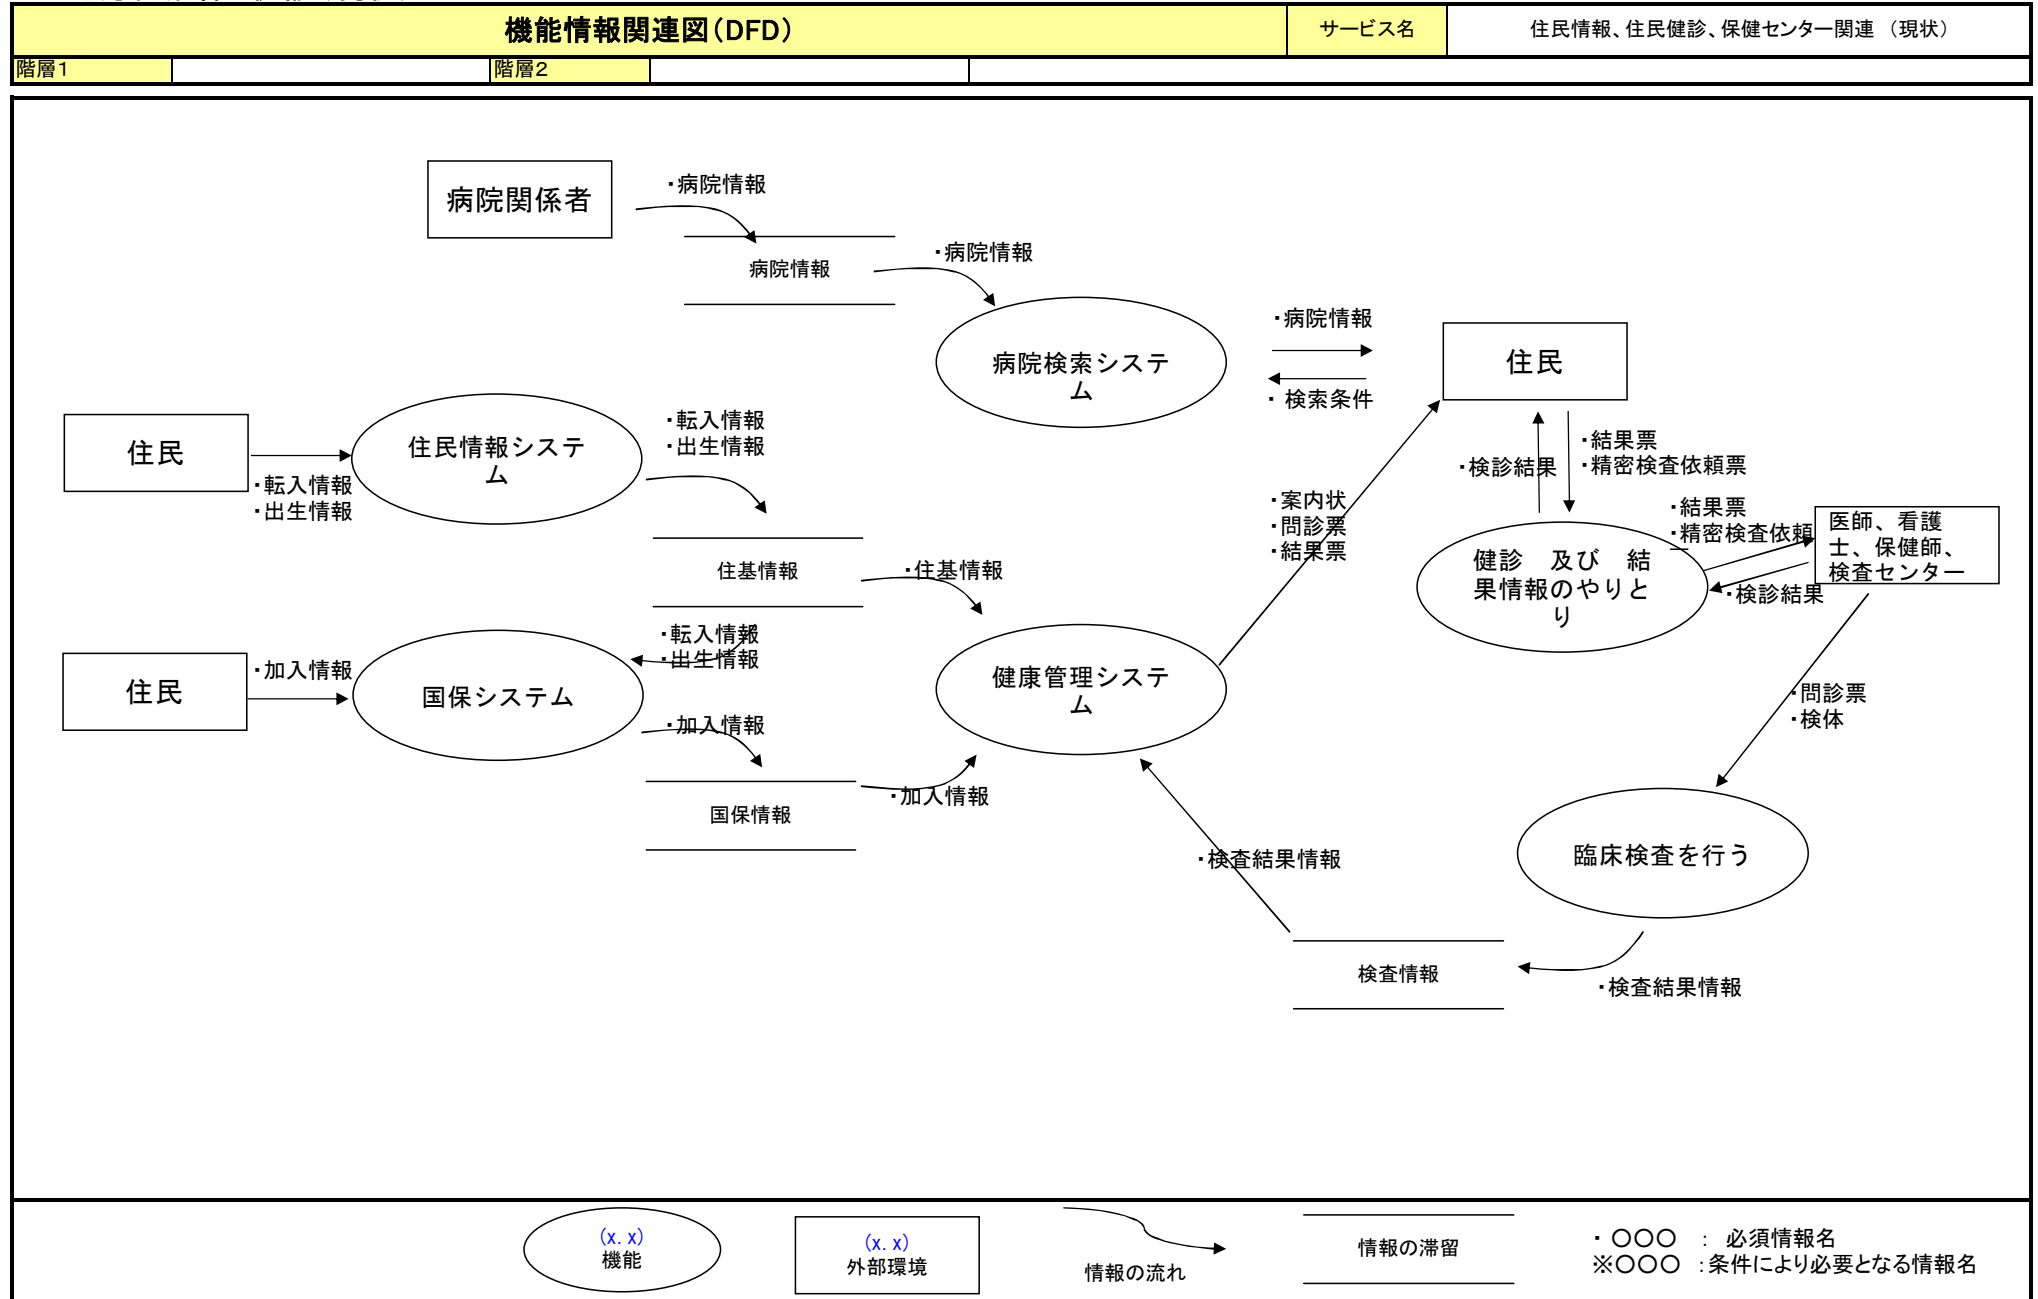 機能情報関連図(DFD)
サービス名
住民情報、住民健診、保健センター関連 (現状)
階層1
階層2
病院関係者
・病院情報
病院情報
・病院情報
病院検索システ
ム
・病院情報
・検索条件
住民
住民
・転入情報
・出生情報
住民情報システ
ム
・転入情報
・出生情報
住基情報
・住基情報
・転入情報
・出生情報
住民
・加入情報
国保システム
・加入情報
国保情報
・加入情報
健康管理システ
ム
・案内状
・問診票
・結果票
・検診結果
・結果票
・精密検査依頼票
健診 及び 結
果情報のやりと
り
・結果票
・精密検査依頼
・検診結果
医師、看護
士、保健師、
検査センター
・問診票
・検体
臨床検査を行う
・検査結果情報
検査情報
・検査結果情報
(x.x)
機能
(x.x)
外部環境
情報の流れ
情報の滞留
・ 〇〇〇 : 必須情報名
※〇〇〇 :条件により必要となる情報名